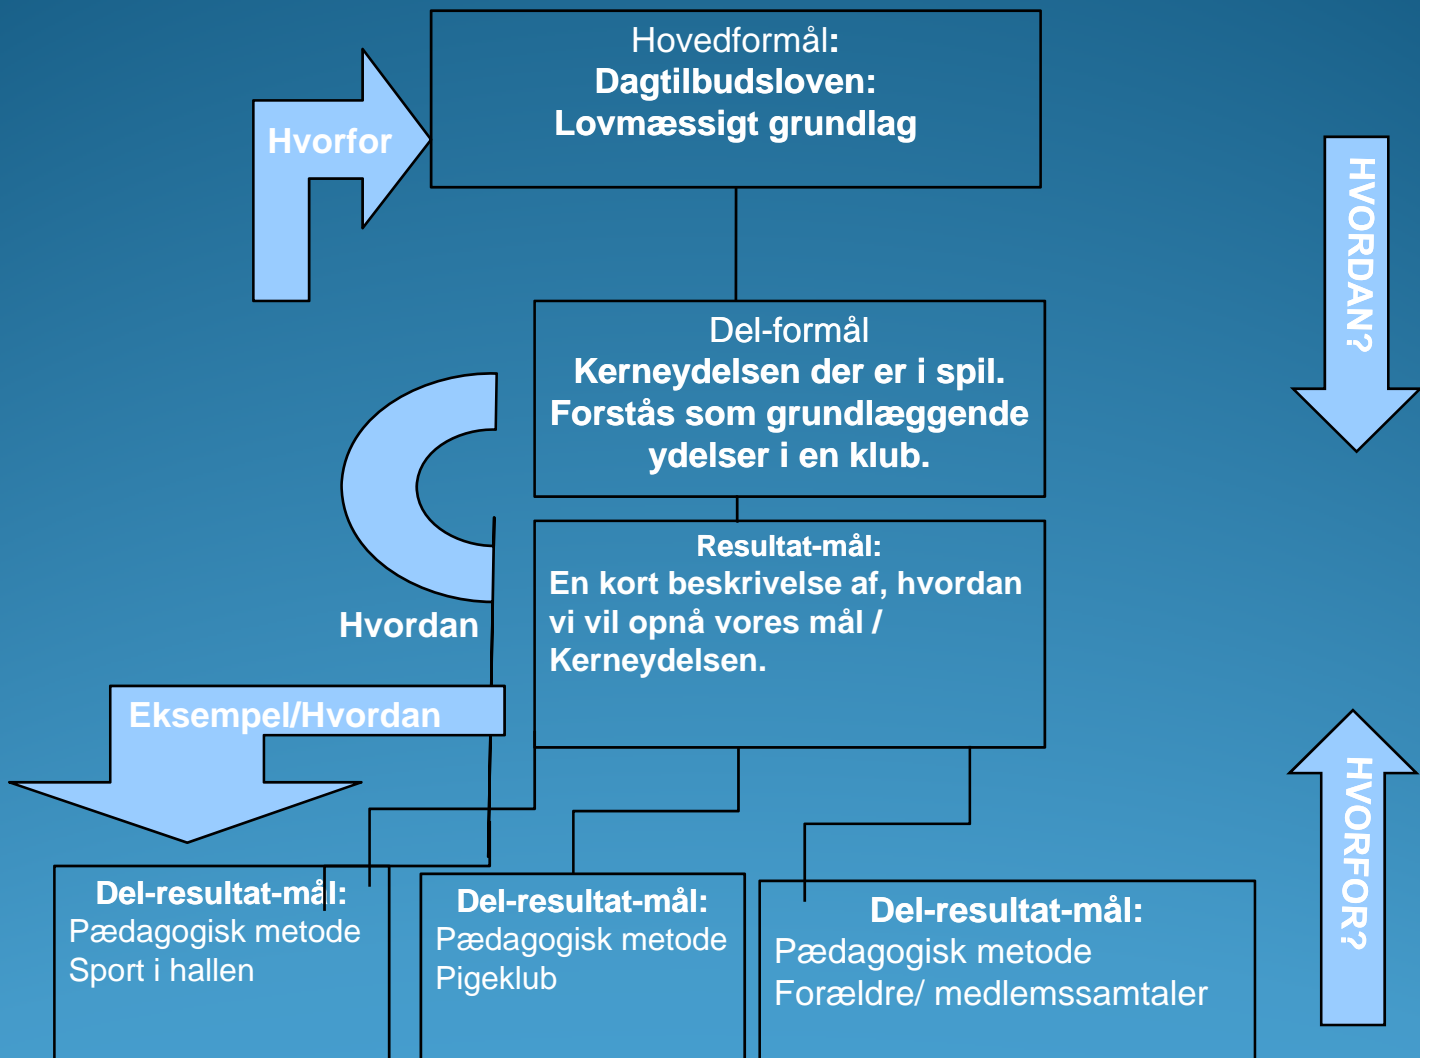 Hovedformål:
Dagtilbudsloven:
Lovmæssigt grundlag
Hvorfor
HVORDAN?
Del-formål
Kerneydelsen der er i spil.
Forstås som grundlæggende
ydelser i en klub.
Resultat-mål:
En kort beskrivelse af, hvordan
vi vil opnå vores mål /
Kerneydelsen.
Hvordan
Eksempel/Hvordan
HVORFOR?
Del-resultat-mål:
Pædagogisk metode
Sport i hallen
Del-resultat-mål:
Pædagogisk metode
Pigeklub
Del-resultat-mål:
Pædagogisk metode
Forældre/ medlemssamtaler